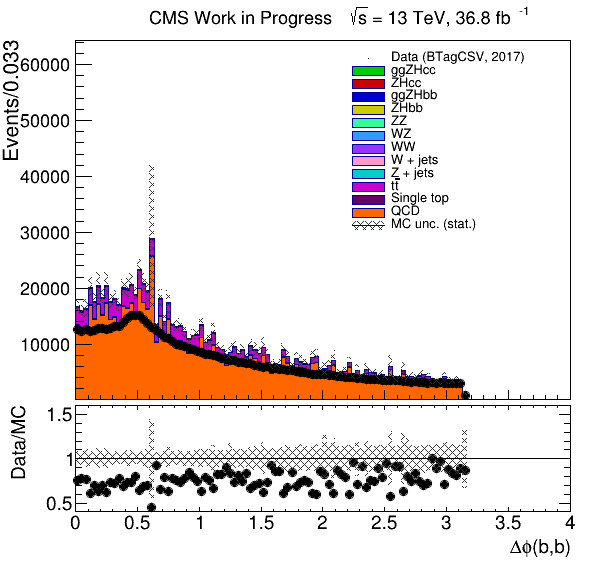 CMS Work in Progress √s = 13 TeV, 36.8 fb⁻¹
Events/0.033
60000
50000
40000
30000
20000
10000
Data (BTagCSV, 2017)
ggZHcc
ZHcc
ggZHbb
ZHbb
ZZ
WZ
WW
W + jets
Z + jets
tt̅
Single top
QCD
MC unc. (stat.)
Data/MC
1.5
1
0.5
0 0.5 1 1.5 2 2.5 3 3.5 4
Δϕ(b,b)